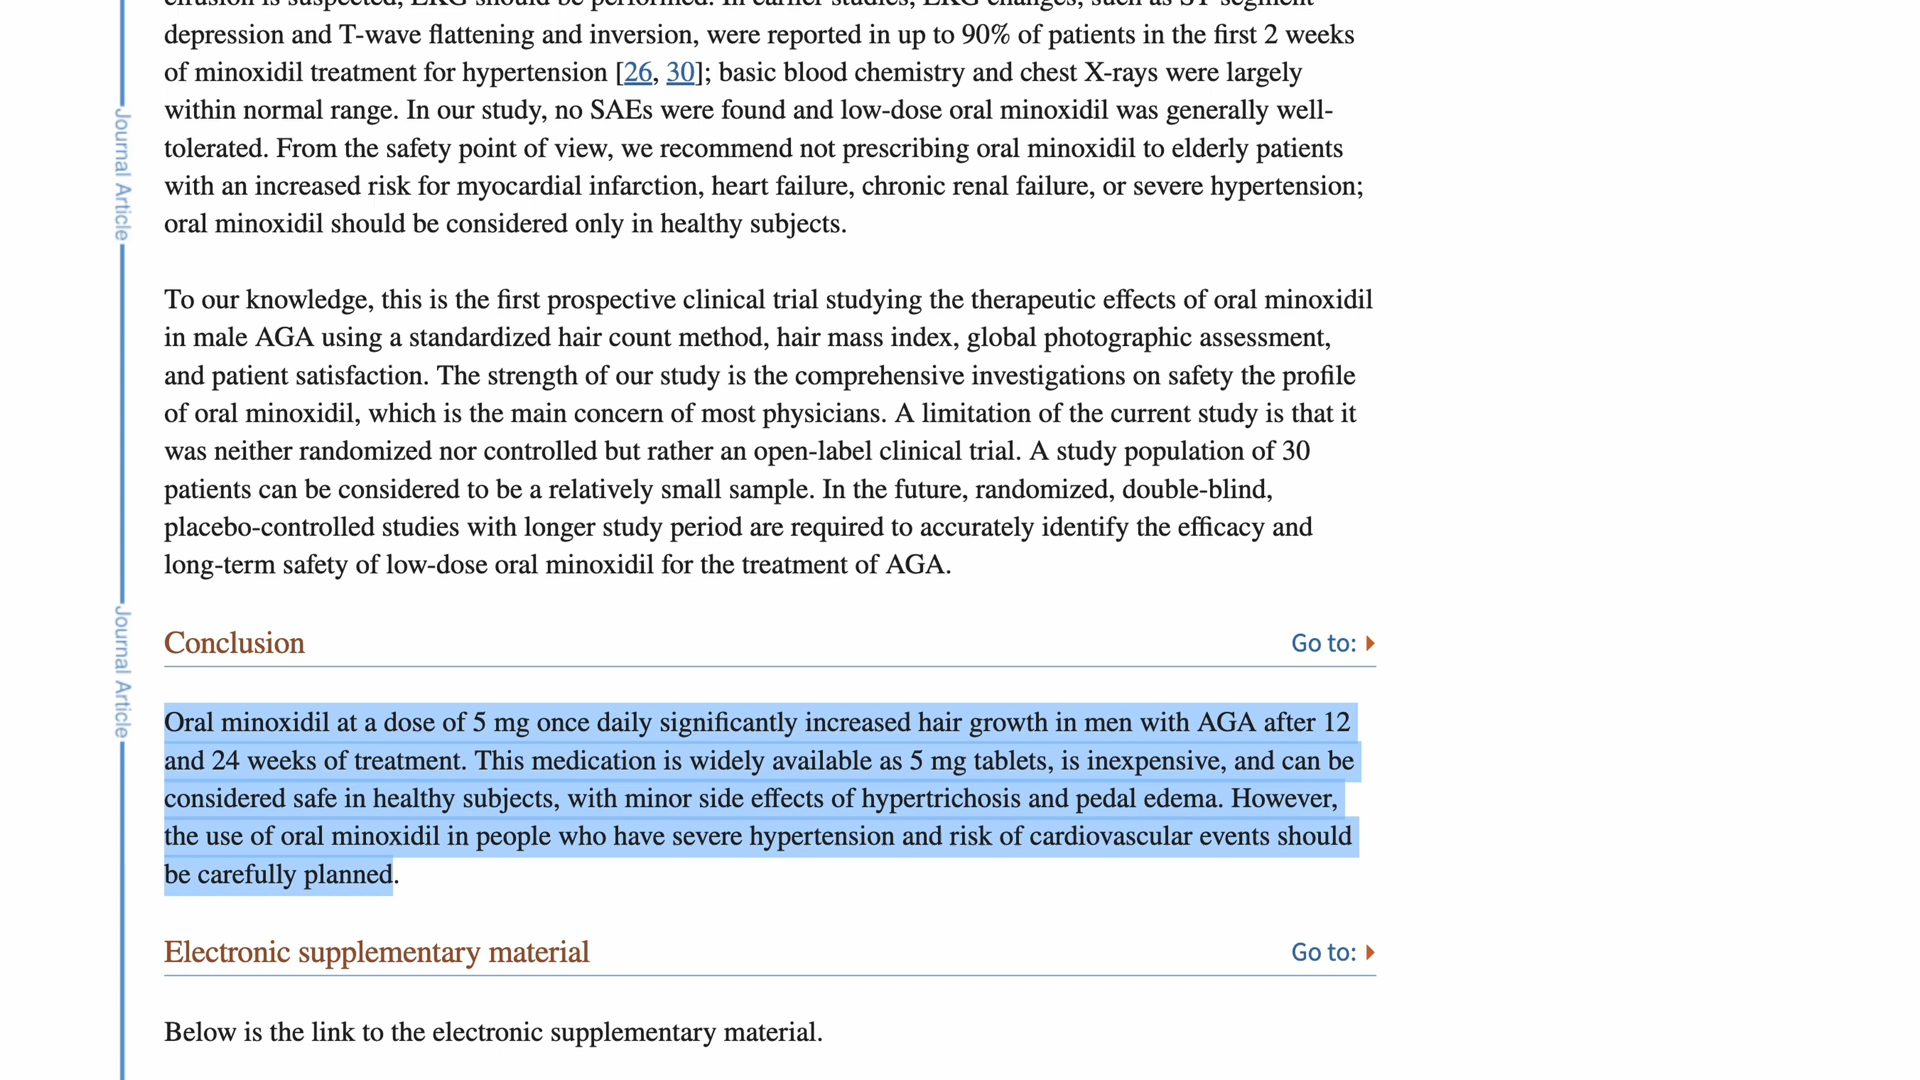 effusion is suspected, EKG should be performed. In earlier studies, EKG changes, such as ST segment
depression and T-wave flattening and inversion, were reported in up to 90% of patients in the first 2 weeks
of minoxidil treatment for hypertension [26, 30]; basic blood chemistry and chest X-rays were largely
within normal range. In our study, no SAEs were found and low-dose oral minoxidil was generally well-
tolerated. From the safety point of view, we recommend not prescribing oral minoxidil to elderly patients
with an increased risk for myocardial infarction, heart failure, chronic renal failure, or severe hypertension;
oral minoxidil should be considered only in healthy subjects.
To our knowledge, this is the first prospective clinical trial studying the therapeutic effects of oral minoxidil
in male AGA using a standardized hair count method, hair mass index, global photographic assessment,
and patient satisfaction. The strength of our study is the comprehensive investigations on safety the profile
of oral minoxidil, which is the main concern of most physicians. A limitation of the current study is that it
was neither randomized nor controlled but rather an open-label clinical trial. A study population of 30
patients can be considered to be a relatively small sample. In the future, randomized, double-blind,
placebo-controlled studies with longer study period are required to accurately identify the efficacy and
long-term safety of low-dose oral minoxidil for the treatment of AGA.
Conclusion Go to:
Oral minoxidil at a dose of 5 mg once daily significantly increased hair growth in men with AGA after 12
and 24 weeks of treatment. This medication is widely available as 5 mg tablets, is inexpensive, and can be
considered safe in healthy subjects, with minor side effects of hypertrichosis and pedal edema. However,
the use of oral minoxidil in people who have severe hypertension and risk of cardiovascular events should
be carefully planned.
Electronic supplementary material Go to:
Below is the link to the electronic supplementary material.
Journal Article
Journal Article